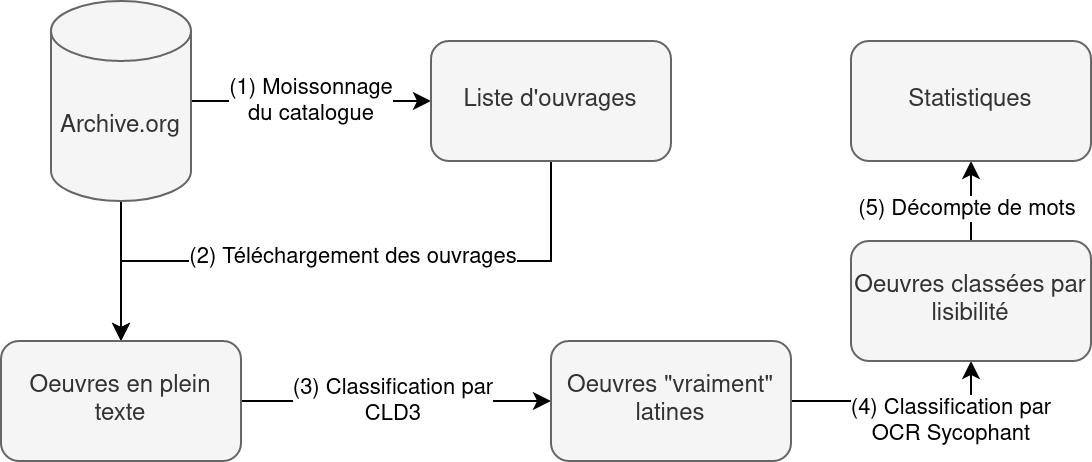 Archive.org
(1) Moissonnage
du catalogue
Liste d'ouvrages
(2) Téléchargement des ouvrages
Oeuvres en plein
texte
(3) Classification par
CLD3
Oeuvres "vraiment"
latines
(4) Classification par
OCR Sycophant
Oeuvres classées par
lisibilité
(5) Décompte de mots
Statistiques